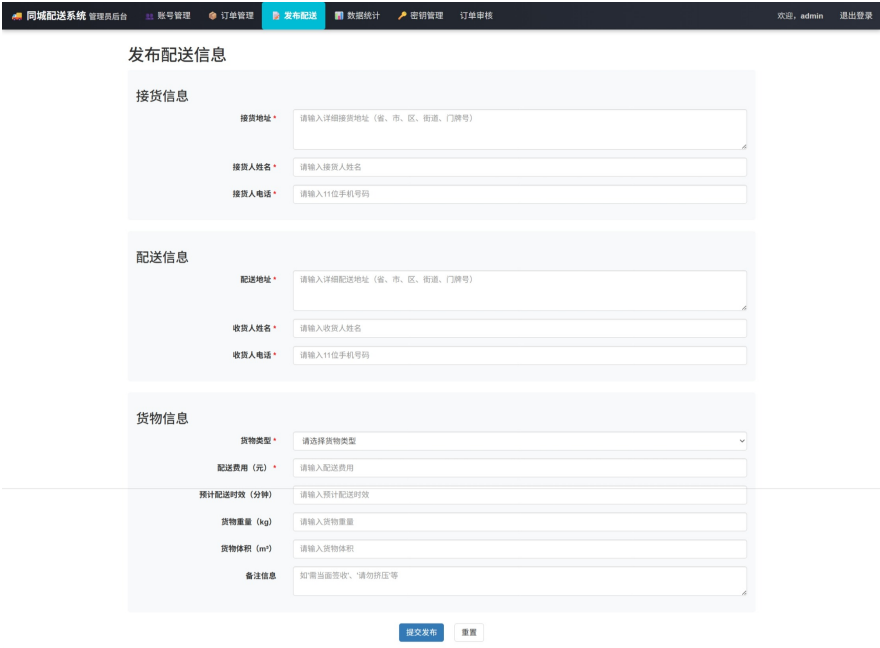 同城配送系统 管理员后台 账号管理 订单管理 发布配送 数据统计 密钥管理 订单审核 欢迎，admin 退出登录
发布配送信息
接货信息
接货地址 * 请输入详细接货地址（省、市、区、街道、门牌号）
接货人姓名 * 请输入接货人姓名
接货人电话 * 请输入11位手机号码
配送信息
配送地址 * 请输入详细配送地址（省、市、区、街道、门牌号）
收货人姓名 * 请输入收货人姓名
收货人电话 * 请输入11位手机号码
货物信息
货物类型 * 请选择货物类型
配送费用（元） * 请输入配送费用
预计配送时效（分钟） 请输入预计配送时效
货物重量（kg） 请输入货物重量
货物体积（m³） 请输入货物体积
备注信息 如'需当面签收'、'请勿挤压'等
提交发布 重置